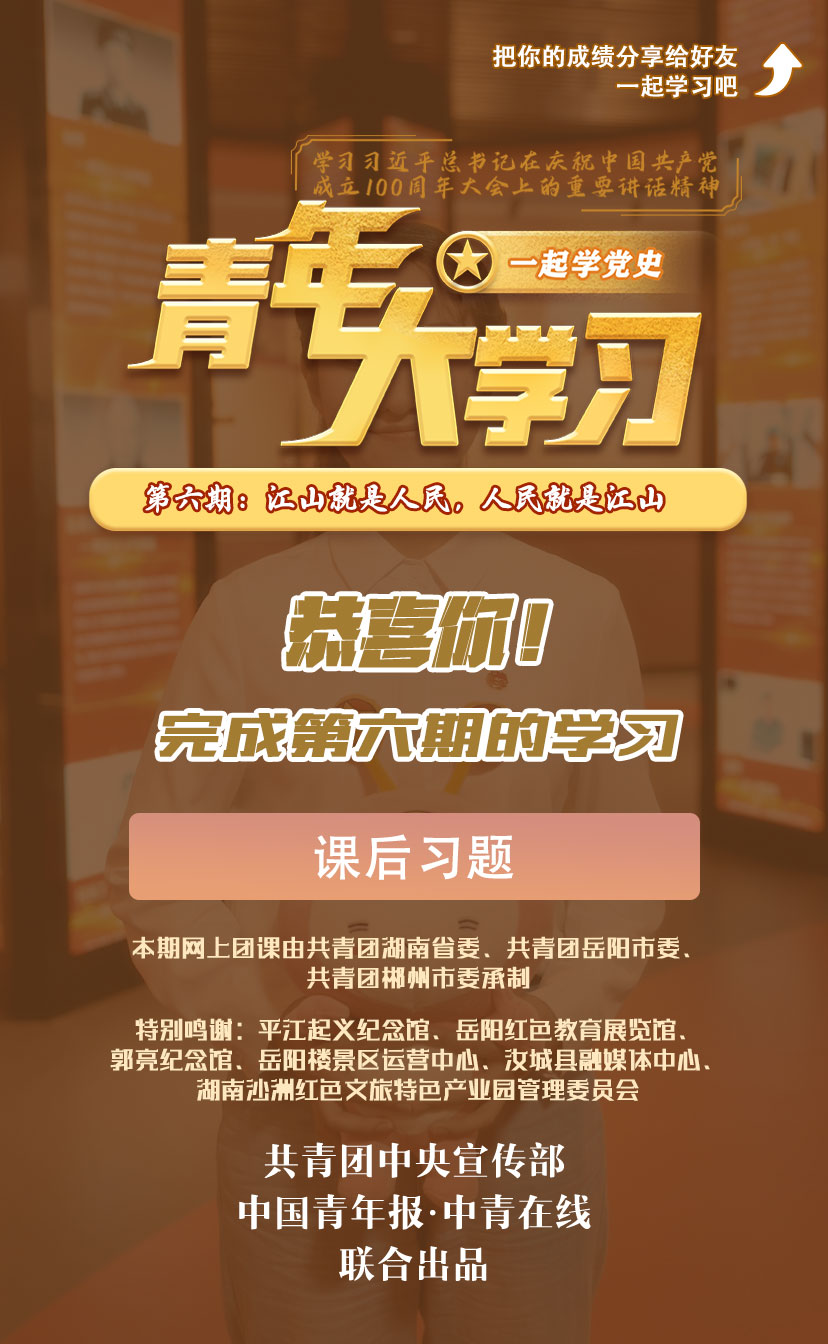 把你的成绩分享给好友
一起学习吧
学习习近平总书记在庆祝中国共产党
成立100周年大会上的重要讲话精神
青年大学习
一起学党史
第六期：江山就是人民，人民就是江山
恭喜你！
完成第六期的学习
课后习题
本期网上团课由共青团湖南省委、共青团岳阳市委、
共青团郴州市委承制
特别鸣谢：平江起义纪念馆、岳阳红色教育展览馆、
郭亮纪念馆、岳阳楼景区运营中心、汝城县融媒体中心、
湖南沙洲红色文旅特色产业园管理委员会
共青团中央宣传部
中国青年报·中青在线
联合出品